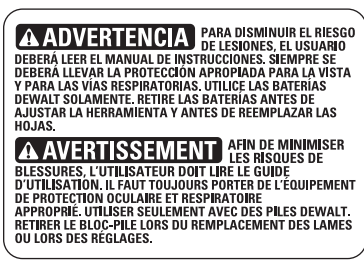 ADVERTENCIA PARA DISMINUIR EL RIESGO
DE LESIONES, EL USUARIO
DEBERÁ LEER EL MANUAL DE INSTRUCCIONES. SIEMPRE SE
DEBERÁ LLEVAR LA PROTECCIÓN APROPIADA PARA LA VISTA
Y PARA LAS VÍAS RESPIRATORIAS. UTILICE LAS BATERÍAS
DEWALT SOLAMENTE. RETIRE LAS BATERÍAS ANTES DE
AJUSTAR LA HERRAMIENTA Y ANTES DE REEMPLAZAR LAS
HOJAS.
AVERTISSEMENT AFIN DE MINIMISER
LES RISQUES DE
BLESSURES, L'UTILISATEUR DOIT LIRE LE GUIDE
D'UTILISATION. IL FAUT TOUJOURS PORTER DE L'ÉQUIPEMENT
DE PROTECTION OCULAIRE ET RESPIRATOIRE
APPROPRIÉ. UTILISER SEULEMENT AVEC DES PILES DEWALT.
RETIRER LE BLOC-PILE LORS DU REMPLACEMENT DES LAMES
OU LORS DES RÉGLAGES.